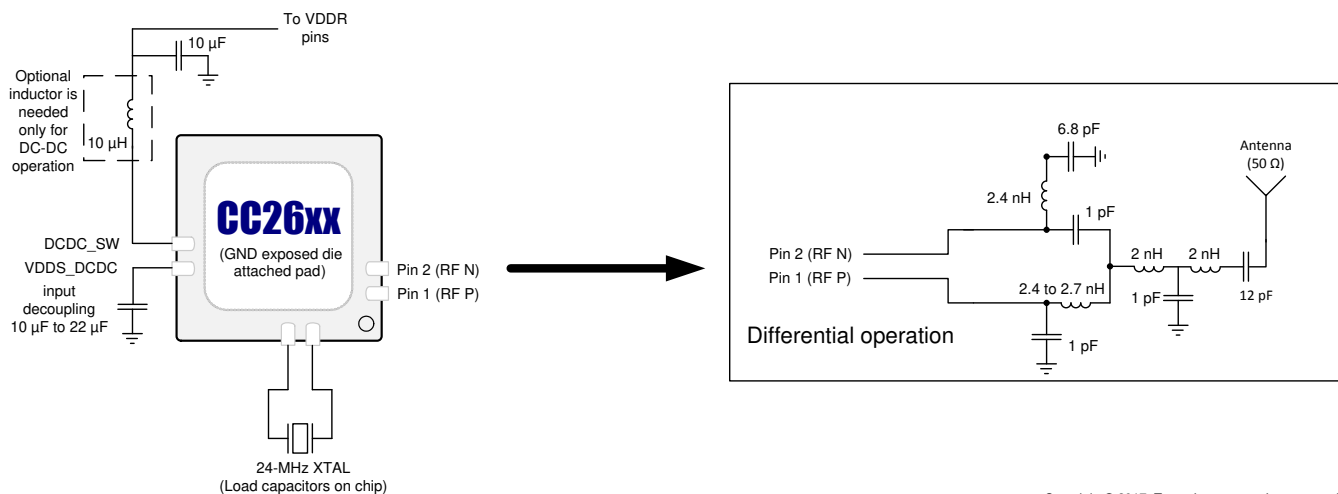 To VDDR
pins
10 µF
Optional
inductor is
needed
only for
DC-DC
operation
10 µH
CC26xx
(GND exposed die
attached pad)
DCDC_SW
VDDS_DCDC
input
decoupling
10 µF to 22 µF
Pin 2 (RF N)
Pin 1 (RF P)
24-MHz XTAL
(Load capacitors on chip)
6.8 pF
Antenna
(50 Ω)
2.4 nH
1 pF
Pin 2 (RF N)
Pin 1 (RF P)
2 nH
2 nH
2.4 to 2.7 nH
1 pF
12 pF
Differential operation
1 pF